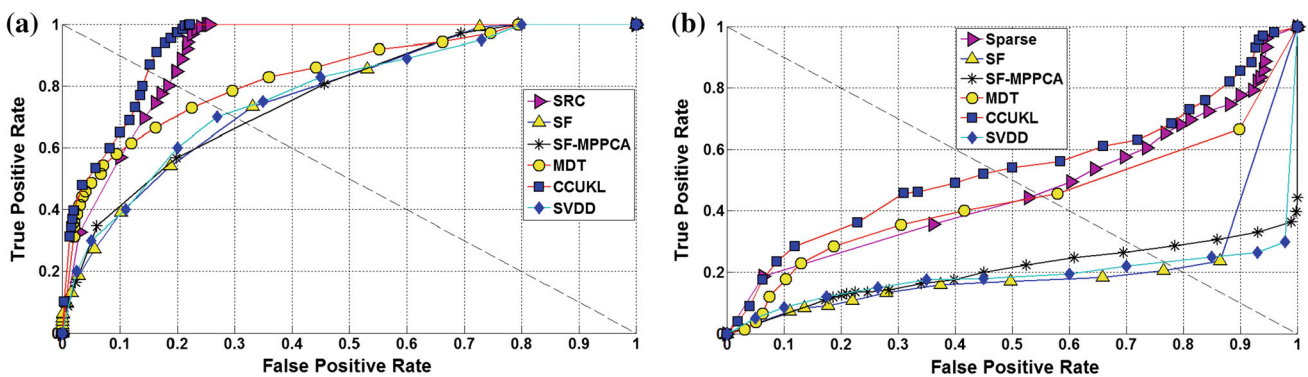 (a)
True Positive Rate
1
0.8
0.6
0.4
0.2
0
0 0.1 0.2 0.3 0.4 0.5 0.6 0.7 0.8 0.9 1
False Positive Rate
SRC
SF
SF-MPPCA
MDT
CCUKL
SVDD
(b)
True Positive Rate
1
0.8
0.6
0.4
0.2
0
0 0.1 0.2 0.3 0.4 0.5 0.6 0.7 0.8 0.9 1
False Positive Rate
Sparse
SF
SF-MPPCA
MDT
CCUKL
SVDD